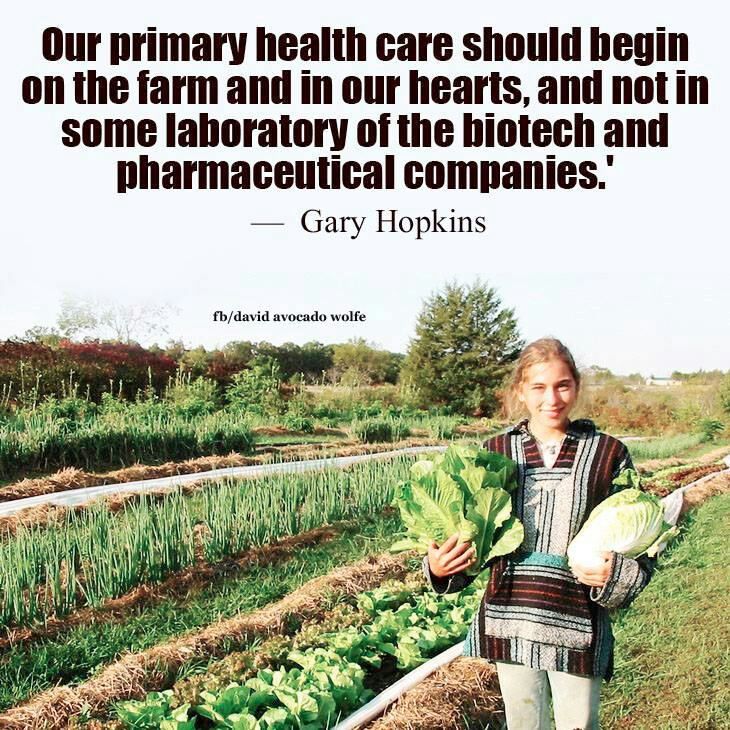 Our primary health care should begin
on the farm and in our hearts, and not in
some laboratory of the biotech and
pharmaceutical companies.'
— Gary Hopkins
fb/david avocado wolfe